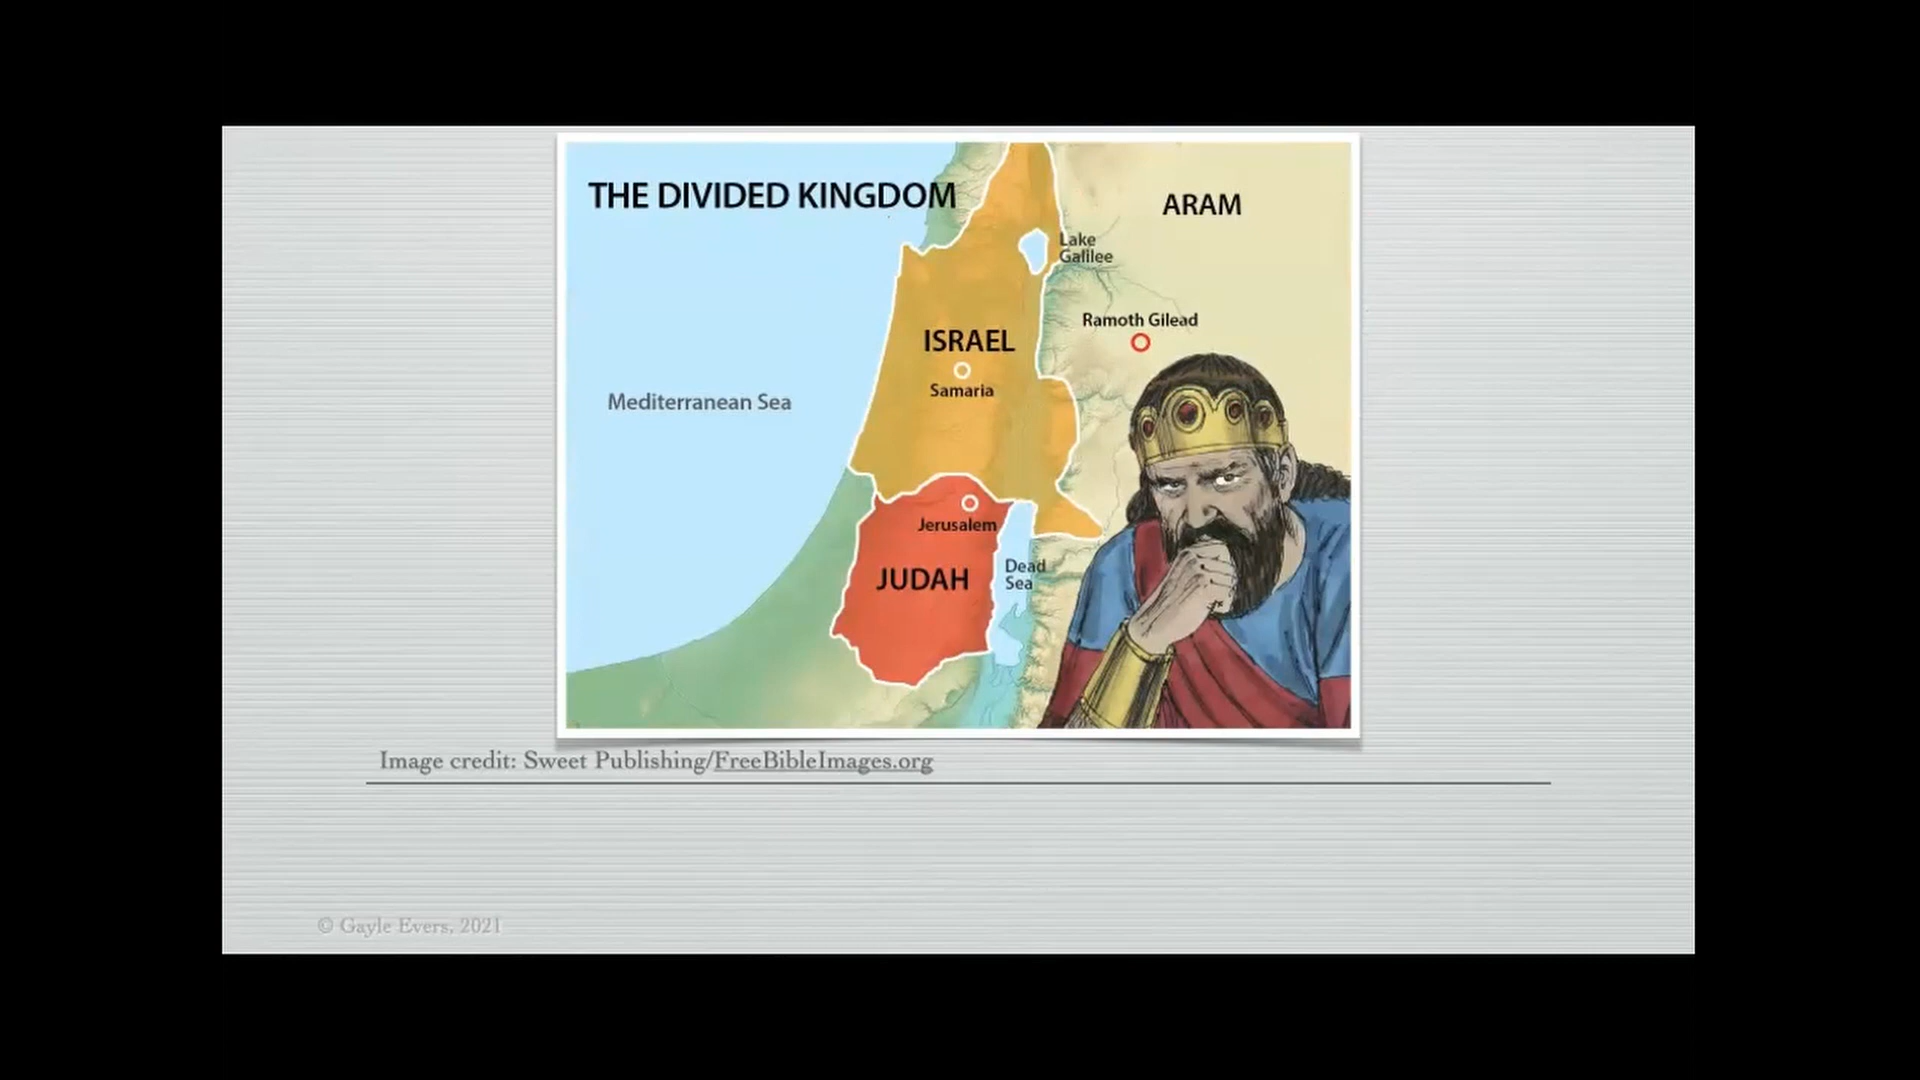 THE DIVIDED KINGDOM
ARAM
Lake
Galilee
Ramoth Gilead
ISRAEL
Samaria
Mediterranean Sea
Jerusalem
Dead
Sea
JUDAH
Image credit: Sweet Publishing/FreeBibleImages.org
© Gayle Evers, 2021